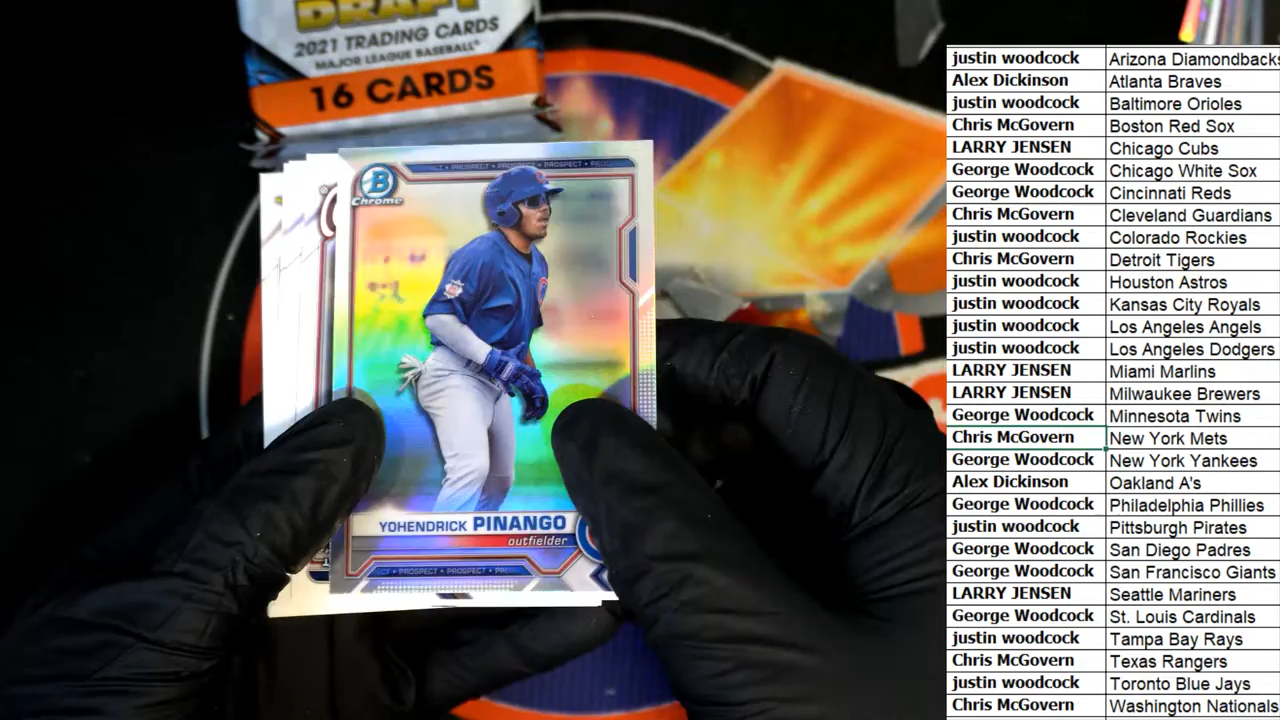 DRAFT
2021 TRADING CARDS
MAJOR LEAGUE BASEBALL
16 CARDS
PROSPECT • PROSPECT • PROSPECT • PROSPECT
B
Chrome
YOHENDRICK PINANGO
outfielder
PROSPECT • PROSPECT
justin woodcock Arizona Diamondbacks
Alex Dickinson Atlanta Braves
justin woodcock Baltimore Orioles
Chris McGovern Boston Red Sox
LARRY JENSEN Chicago Cubs
George Woodcock Chicago White Sox
George Woodcock Cincinnati Reds
Chris McGovern Cleveland Guardians
justin woodcock Colorado Rockies
Chris McGovern Detroit Tigers
justin woodcock Houston Astros
justin woodcock Kansas City Royals
justin woodcock Los Angeles Angels
justin woodcock Los Angeles Dodgers
LARRY JENSEN Miami Marlins
LARRY JENSEN Milwaukee Brewers
George Woodcock Minnesota Twins
Chris McGovern New York Mets
George Woodcock New York Yankees
Alex Dickinson Oakland A's
George Woodcock Philadelphia Phillies
justin woodcock Pittsburgh Pirates
George Woodcock San Diego Padres
George Woodcock San Francisco Giants
LARRY JENSEN Seattle Mariners
George Woodcock St. Louis Cardinals
justin woodcock Tampa Bay Rays
Chris McGovern Texas Rangers
justin woodcock Toronto Blue Jays
Chris McGovern Washington Nationals